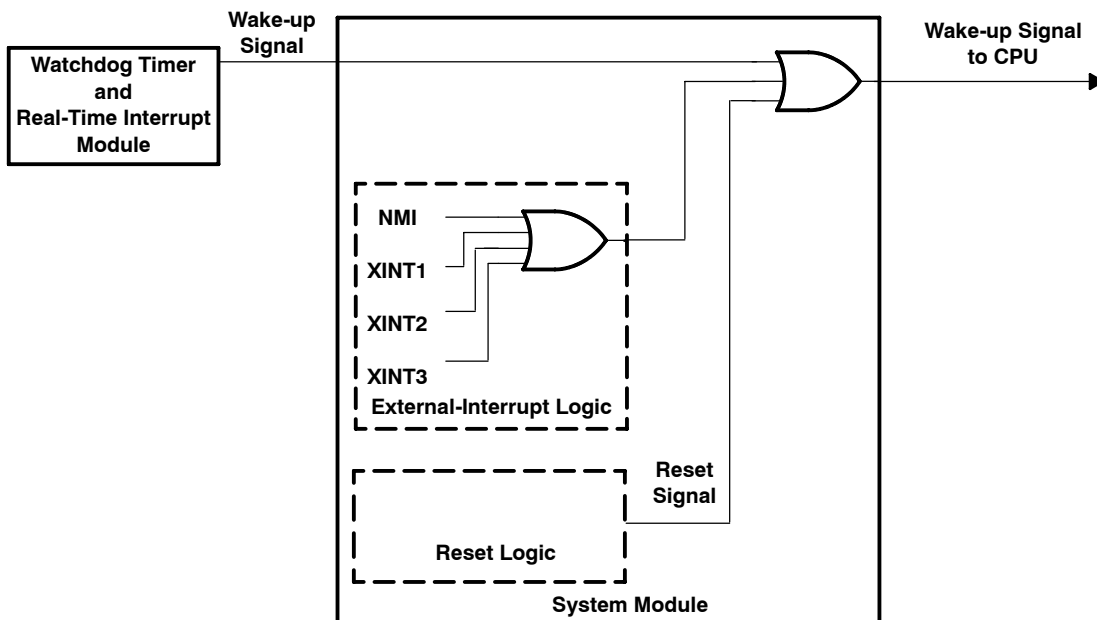 Wake-up
Signal
Watchdog Timer
and
Real-Time Interrupt
Module
Wake-up Signal
to CPU
NMI
XINT1
XINT2
XINT3
External-Interrupt Logic
Reset
Signal
Reset Logic
System Module